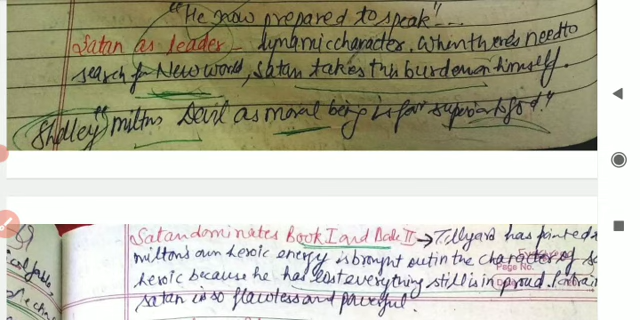 "He now prepared to speak"...
Satan as leader - dynamic character. When there's need to
search for New world, Satan takes this burden on himself.
Shelley "Milton's Devil as moral being is far superior to god."
Satan dominates Book I and Book II → Tillyard has pointed
milton's own heroic energy is brought out in the character of
heroic because he has lost everything still is in proud.
Page No.
Satan is so flawless and powerful.